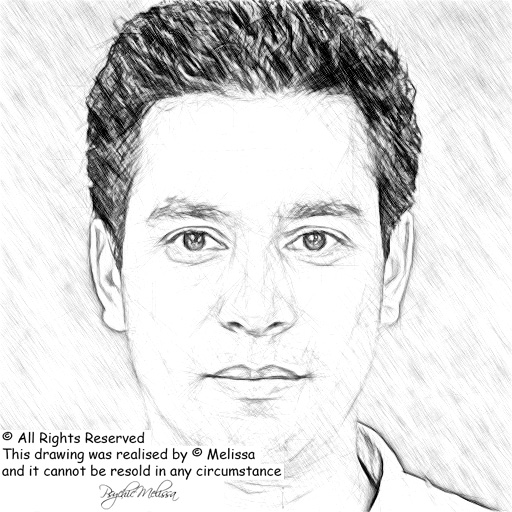 © All Rights Reserved
This drawing was realised by © Melissa
and it cannot be resold in any circumstance
Psychic Melissa